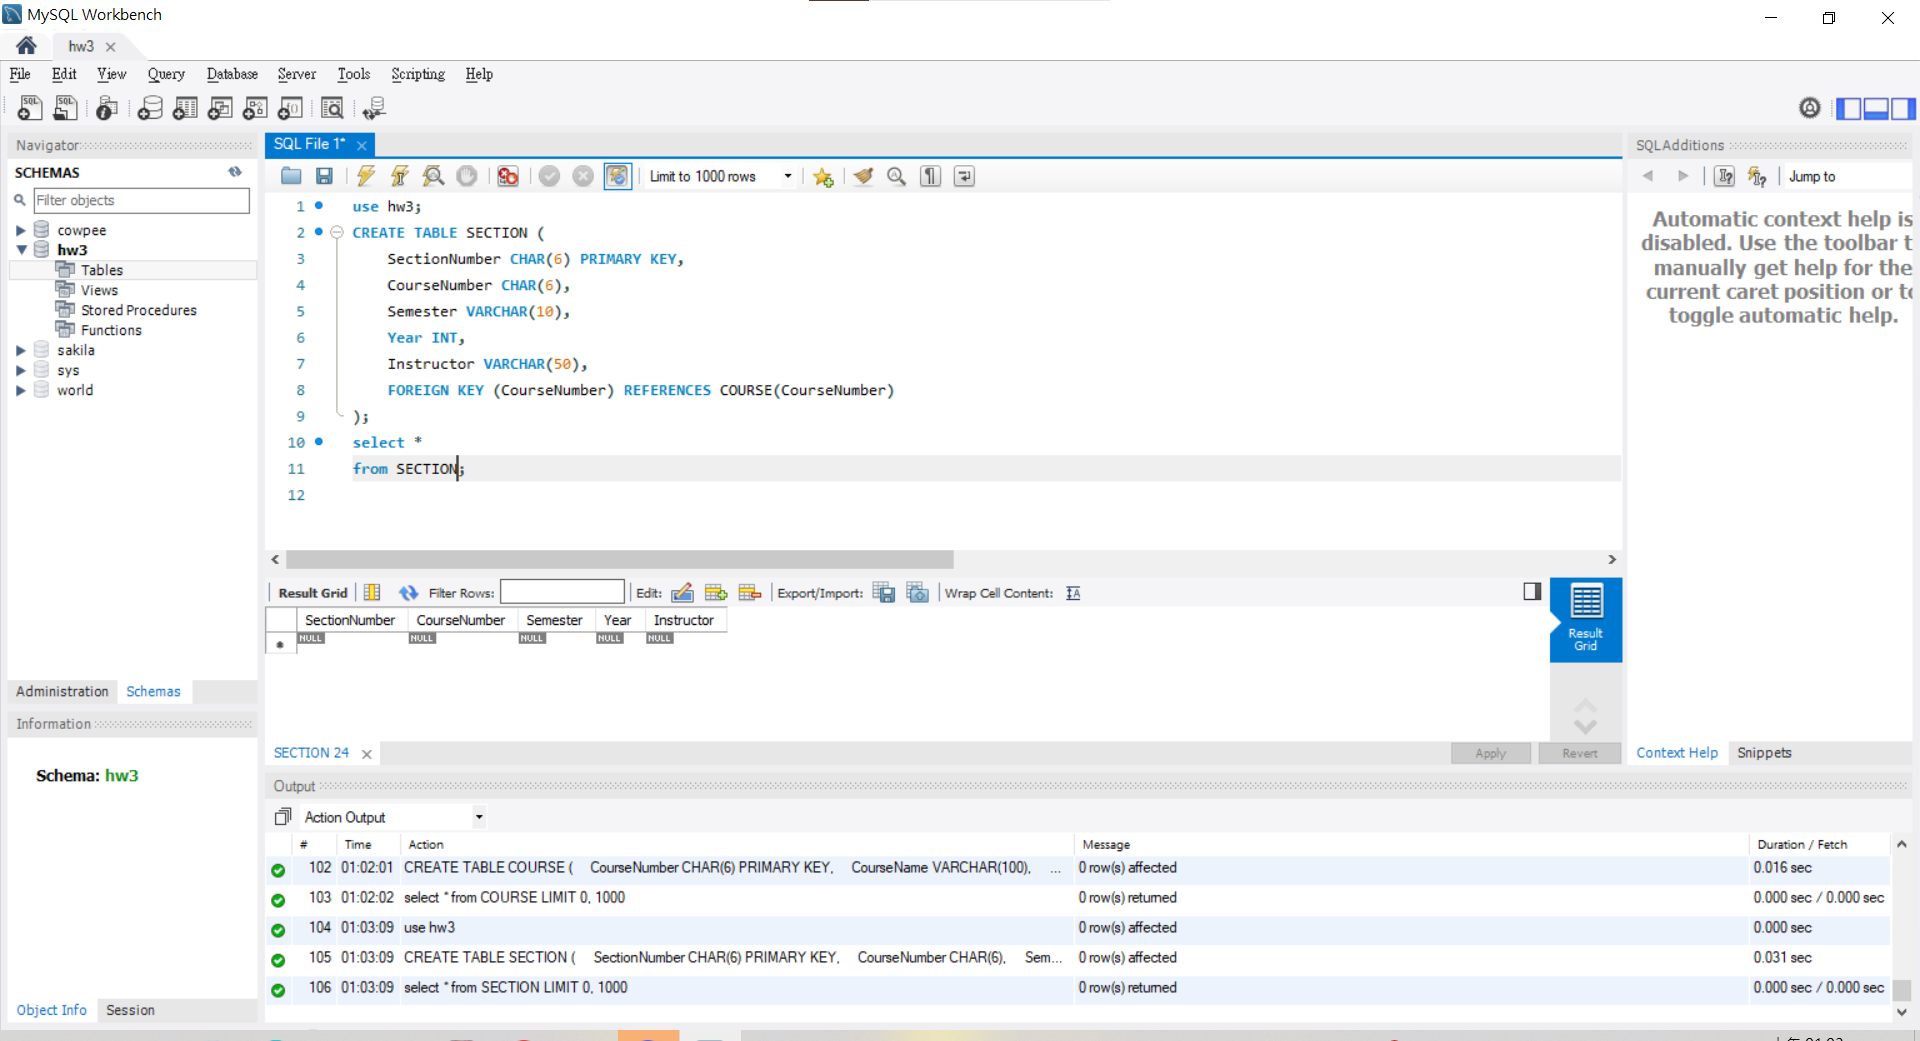 MySQL Workbench
hw3
File Edit View Query Database Server Tools Scripting Help
Navigator
SCHEMAS
Filter objects
cowpee
hw3
Tables
Views
Stored Procedures
Functions
sakila
sys
world
Administration Schemas
Information
Schema: hw3
Object Info Session
SQL File 1*
Limit to 1000 rows
1 use hw3;
2 CREATE TABLE SECTION (
3 SectionNumber CHAR(6) PRIMARY KEY,
4 CourseNumber CHAR(6),
5 Semester VARCHAR(10),
6 Year INT,
7 Instructor VARCHAR(50),
8 FOREIGN KEY (CourseNumber) REFERENCES COURSE(CourseNumber)
9 );
10 select *
11 from SECTION;
12
Result Grid Filter Rows: Edit: Export/Import: Wrap Cell Content:
SectionNumber CourseNumber Semester Year Instructor
NULL NULL NULL NULL NULL
Result
Grid
SECTION 24
Apply Revert
SQLAdditions
Jump to
Automatic context help is
disabled. Use the toolbar t
manually get help for the
current caret position or to
toggle automatic help.
Context Help Snippets
Output
Action Output
# Time Action Message Duration / Fetch
102 01:02:01 CREATE TABLE COURSE ( CourseNumber CHAR(6) PRIMARY KEY, CourseName VARCHAR(100), ... 0 row(s) affected 0.016 sec
103 01:02:02 select * from COURSE LIMIT 0, 1000 0 row(s) returned 0.000 sec / 0.000 sec
104 01:03:09 use hw3 0 row(s) affected 0.000 sec
105 01:03:09 CREATE TABLE SECTION ( SectionNumber CHAR(6) PRIMARY KEY, CourseNumber CHAR(6), Sem... 0 row(s) affected 0.031 sec
106 01:03:09 select * from SECTION LIMIT 0, 1000 0 row(s) returned 0.000 sec / 0.000 sec